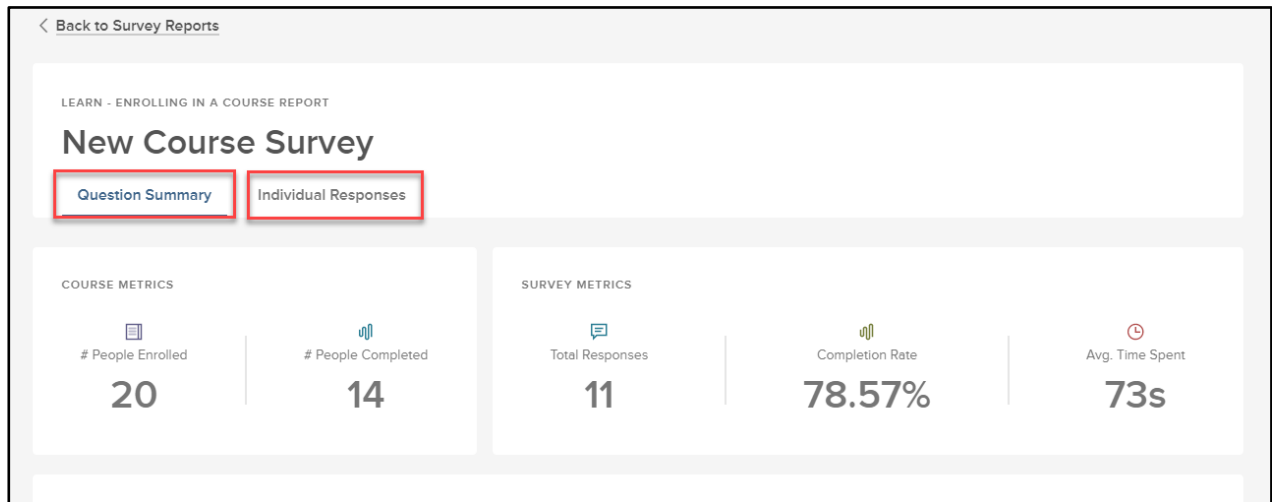 Back to Survey Reports
LEARN - ENROLLING IN A COURSE REPORT
New Course Survey
Question Summary
Individual Responses
COURSE METRICS
# People Enrolled
20
# People Completed
14
SURVEY METRICS
Total Responses
11
Completion Rate
78.57%
Avg. Time Spent
73s